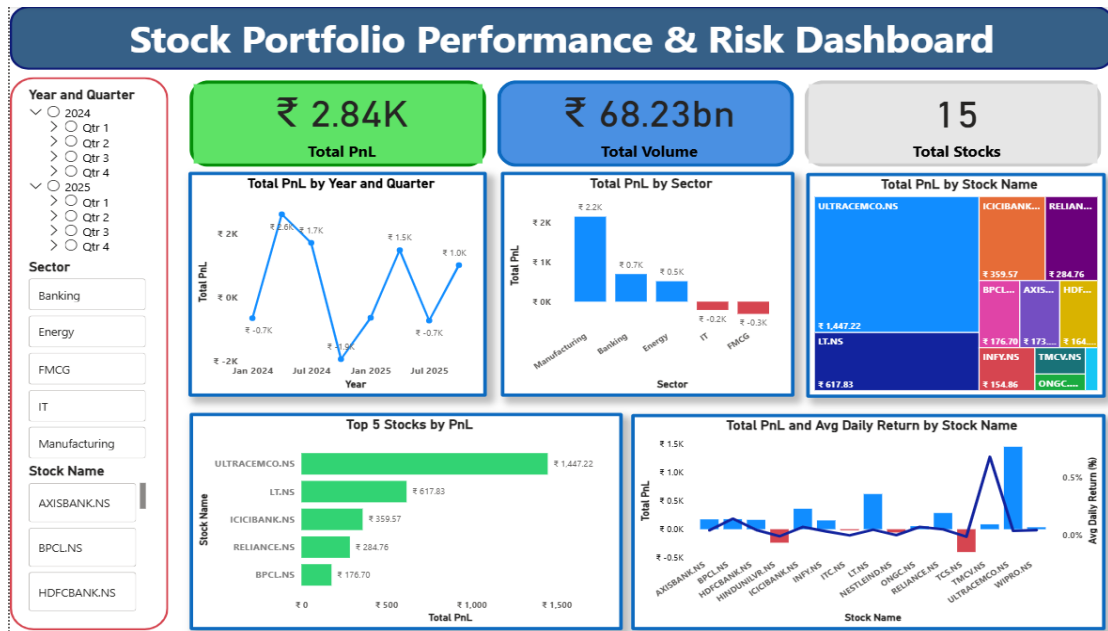 Stock Portfolio Performance & Risk Dashboard
Year and Quarter
2024
Qtr 1
Qtr 2
Qtr 3
Qtr 4
2025
Qtr 1
Qtr 2
Qtr 3
Qtr 4
Sector
Banking
Energy
FMCG
IT
Manufacturing
Stock Name
AXISBANK.NS
BPCL.NS
HDFCBANK.NS
₹ 2.84K
Total PnL
₹ 68.23bn
Total Volume
15
Total Stocks
Total PnL by Year and Quarter
Total PnL
₹ 2K
₹ 0K
₹ -2K
₹ -0.7K
₹ 2.6K
₹ 1.7K
₹ -1.9K
₹ 1.5K
₹ -0.7K
₹ 1.0K
Jan 2024
Jul 2024
Jan 2025
Jul 2025
Year
Total PnL by Sector
Total PnL
₹ 2K
₹ 1K
₹ 0K
₹ 2.2K
₹ 0.7K
₹ 0.5K
₹ -0.2K
₹ -0.3K
Manufacturing
Banking
Energy
IT
FMCG
Sector
Total PnL by Stock Name
ULTRACEMCO.NS
₹ 1,447.22
LT.NS
₹ 617.83
ICICIBANK....
₹ 359.57
RELIAN...
₹ 284.76
BPCL...
₹ 176.70
AXIS...
₹ 173....
HDF...
₹ 164...
INFY.NS
₹ 154.86
TMCV.NS
ONGC....
Top 5 Stocks by PnL
Stock Name
ULTRACEMCO.NS
₹ 1,447.22
LT.NS
₹ 617.83
ICICIBANK.NS
₹ 359.57
RELIANCE.NS
₹ 284.76
BPCL.NS
₹ 176.70
₹ 0
₹ 500
₹ 1,000
₹ 1,500
Total PnL
Total PnL and Avg Daily Return by Stock Name
Total PnL
₹ 1.5K
₹ 1.0K
₹ 0.5K
₹ 0.0K
₹ -0.5K
0.5%
0.0%
Avg Daily Return (%)
AXISBANK.NS
BPCL.NS
HDFCBANK.NS
HINDUNILVR.NS
ICICIBANK.NS
INFY.NS
ITC.NS
LT.NS
NESTLEIND.NS
ONGC.NS
RELIANCE.NS
TCS.NS
TMCV.NS
ULTRACEMCO.NS
WIPRO.NS
Stock Name